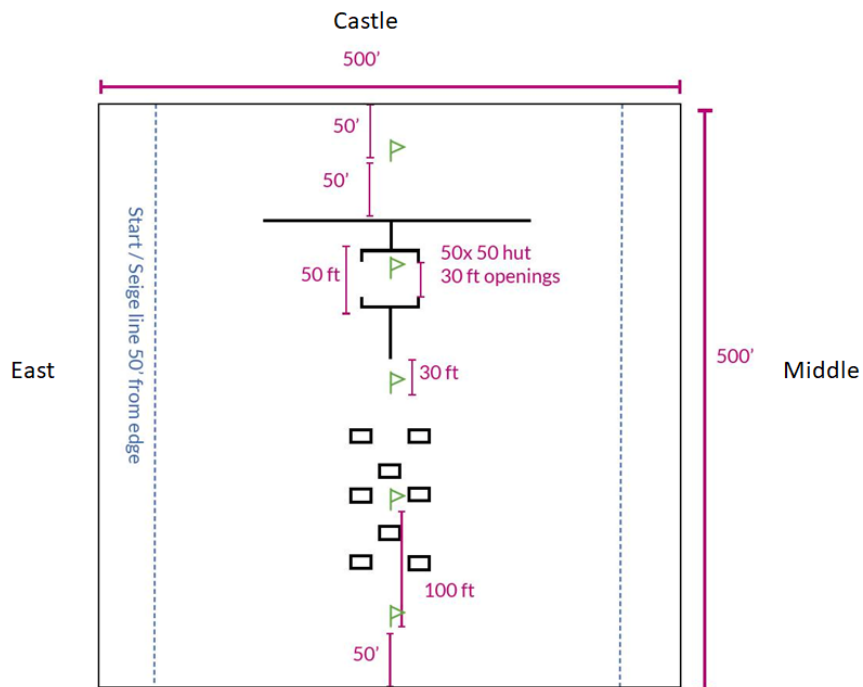 Castle
500'
50'
50'
Start / Seige line 50' from edge
50 ft
50x 50 hut
30 ft openings
East
500'
Middle
30 ft
100 ft
50'